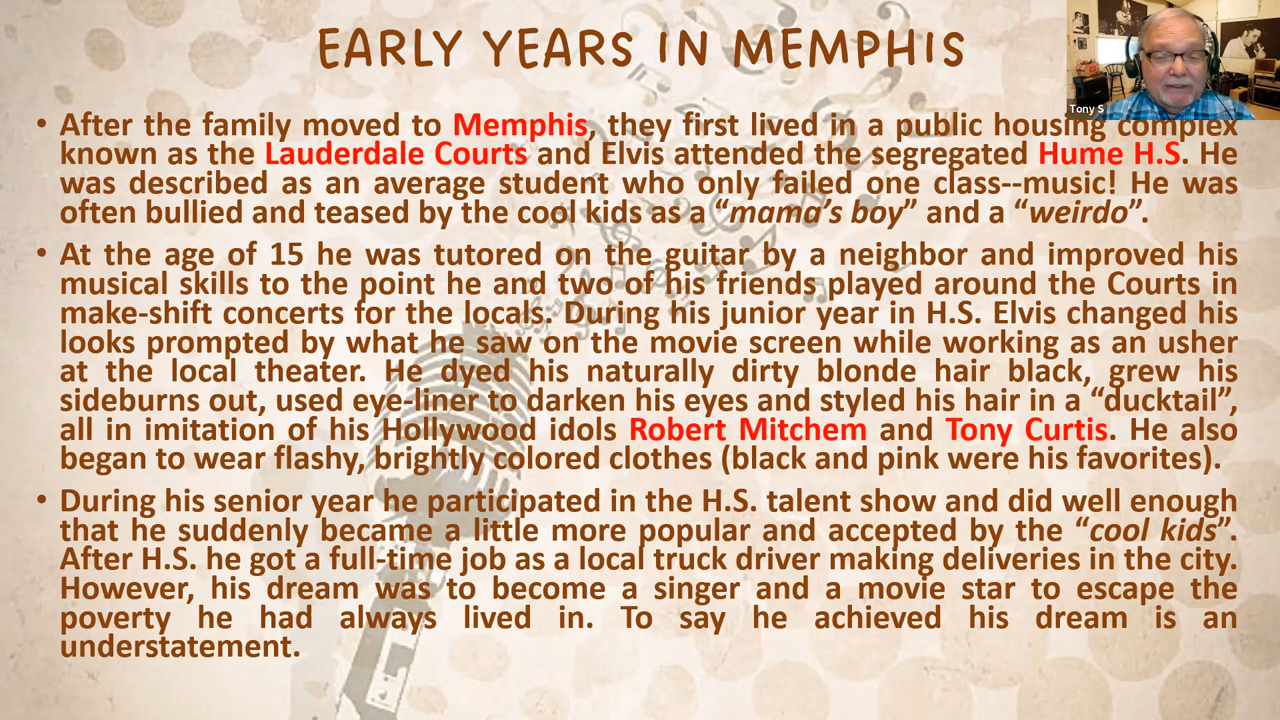 EARLY YEARS IN MEMPHIS
Tony S
• After the family moved to Memphis, they first lived in a public housing complex
known as the Lauderdale Courts and Elvis attended the segregated Hume H.S. He
was described as an average student who only failed one class--music! He was
often bullied and teased by the cool kids as a “mama’s boy” and a “weirdo”.
• At the age of 15 he was tutored on the guitar by a neighbor and improved his
musical skills to the point he and two of his friends played around the Courts in
make-shift concerts for the locals. During his junior year in H.S. Elvis changed his
looks prompted by what he saw on the movie screen while working as an usher
at the local theater. He dyed his naturally dirty blonde hair black, grew his
sideburns out, used eye-liner to darken his eyes and styled his hair in a “ducktail”,
all in imitation of his Hollywood idols Robert Mitchem and Tony Curtis. He also
began to wear flashy, brightly colored clothes (black and pink were his favorites).
• During his senior year he participated in the H.S. talent show and did well enough
that he suddenly became a little more popular and accepted by the “cool kids”.
After H.S. he got a full-time job as a local truck driver making deliveries in the city.
However, his dream was to become a singer and a movie star to escape the
poverty he had always lived in. To say he achieved his dream is an
understatement.